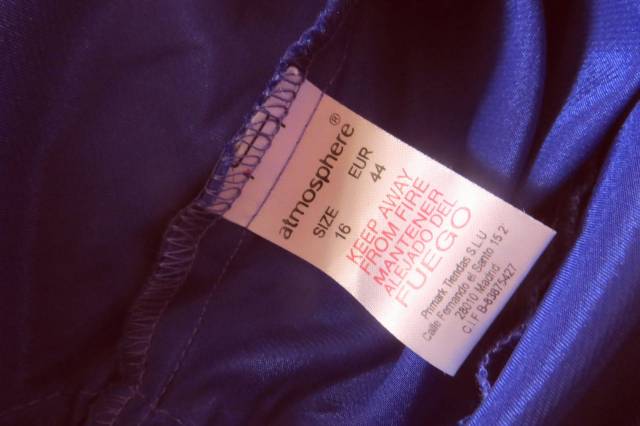 atmosphere®
SIZE EUR
16 44
KEEP AWAY
FROM FIRE
MANTENER
ALEJADO DEL
FUEGO
Primark Tiendas S.L.U
Calle Fernando el Santo 15.2
28010 Madrid
C.I.F B-83875427